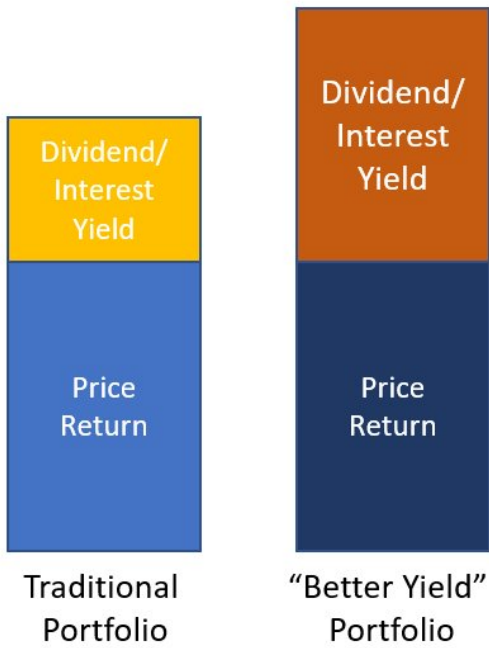 Dividend/
Interest
Yield
Price
Return
Traditional
Portfolio
Dividend/
Interest
Yield
Price
Return
“Better Yield”
Portfolio